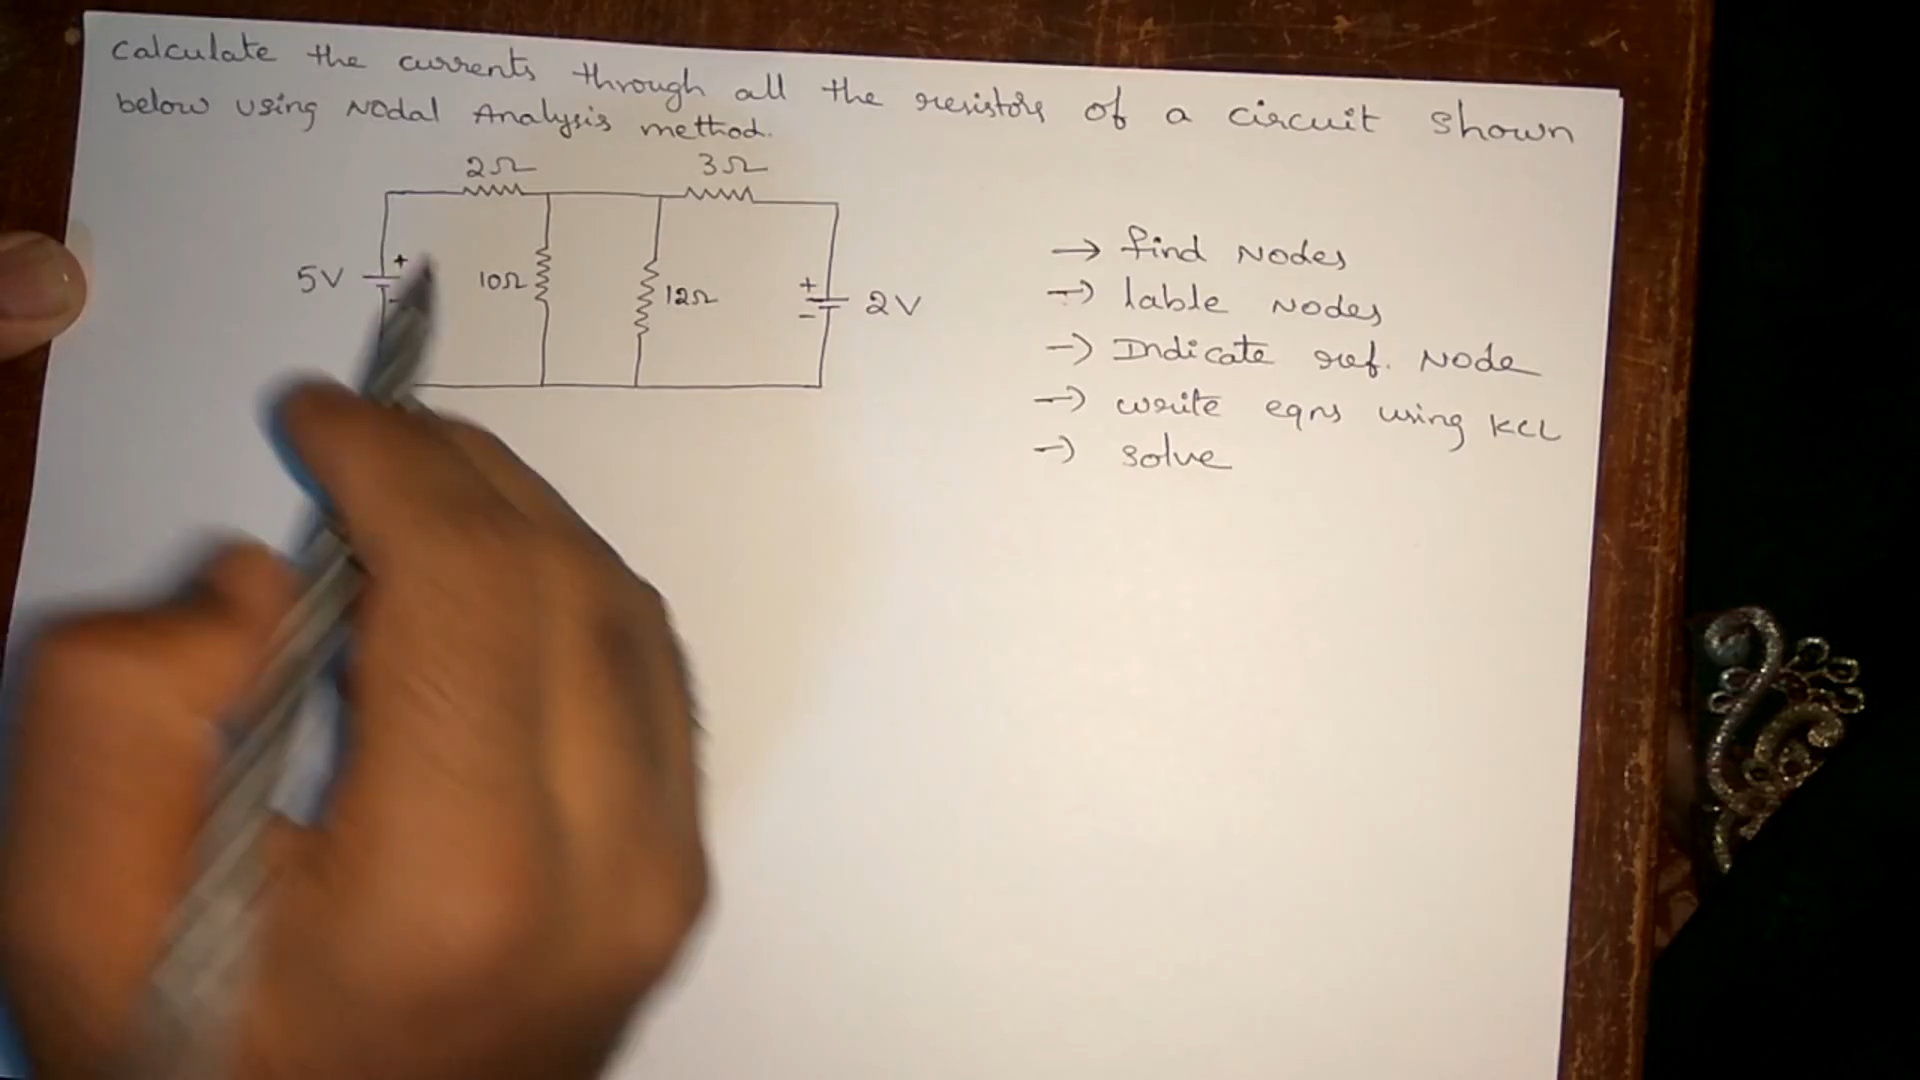 calculate the currents through all the resistors of a circuit shown
below using Nodal Analysis method.
2Ω
3Ω
5V
+
-
10Ω
12Ω
+
-
2V
→ find Nodes
→ lable Nodes
→ Indicate ref. Node
→ write eqns using KCL
→ solve